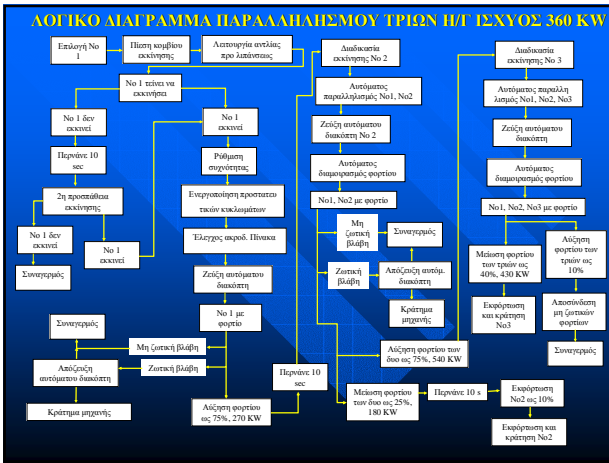 ΛΟΓΙΚΟ ΔΙΑΓΡΑΜΜΑ ΠΑΡΑΛΛΗΛΗΣΜΟΥ ΤΡΙΩΝ Η/Γ ΙΣΧΥΟΣ 360 KW
Επιλογή Νο
1
Πίεση κομβίου
εκκίνησης
Λειτουργία αντλίας
προ λιπάνσεως
Νο 1 τείνει να
εκκινήσει
Νο 1 δεν
εκκινεί
Περνάνε 10
sec
2η προσπάθεια
εκκίνησης
Νο 1 δεν
εκκινεί
Συναγερμός
Νο 1
εκκινεί
Νο 1
εκκινεί
Ρύθμιση
συχνότητας
Ενεργοποίηση προστατευ
τικών κυκλωμάτων
Έλεγχος ακροδ. Πίνακα
Ζεύξη αυτόματου
διακόπτη
Νο 1 με
φορτίο
Μη ζωτική βλάβη
Ζωτική βλάβη
Συναγερμός
Απόζευξη
αυτόματου διακόπτη
Κράτημα μηχανής
Αύξηση φορτίου
ως 75%, 270 KW
Περνάνε 10
sec
Διαδικασία
εκκίνησης Νο 2
Αυτόματος
παραλληλισμός Νο1, Νο2
Ζεύξη αυτόματου
διακόπτη Νο 2
Αυτόματος
διαμοιρασμός φορτίου
Νο1, Νο2 με φορτίο
Μη
ζωτική
βλάβη
Συναγερμός
Ζωτική
βλάβη
Απόζευξη αυτόμ.
διακόπτη
Κράτημα
μηχανής
Αύξηση φορτίου των
δυο ως 75%, 540 KW
Μείωση φορτίου
των δυο ως 25%,
180 KW
Περνάνε 10 s
Εκφόρτωση
Νο2 ως 10%
Εκφόρτωση και
κράτηση Νο2
Διαδικασία
εκκίνησης Νο 3
Αυτόματος παραλλη
λισμός Νο1, Νο2, Νο3
Ζεύξη αυτόματου
διακόπτη
Αυτόματος
διαμοιρασμός φορτίου
Νο1, Νο2, Νο3 με φορτίο
Μείωση φορτίου
των τριών ως
40%, 430 KW
Εκφόρτωση
και κράτηση
Νο3
Αύξηση
φορτίου των
τριών ως
10%
Αποσύνδεση
μη ζωτικών
φορτίων
Συναγερμός